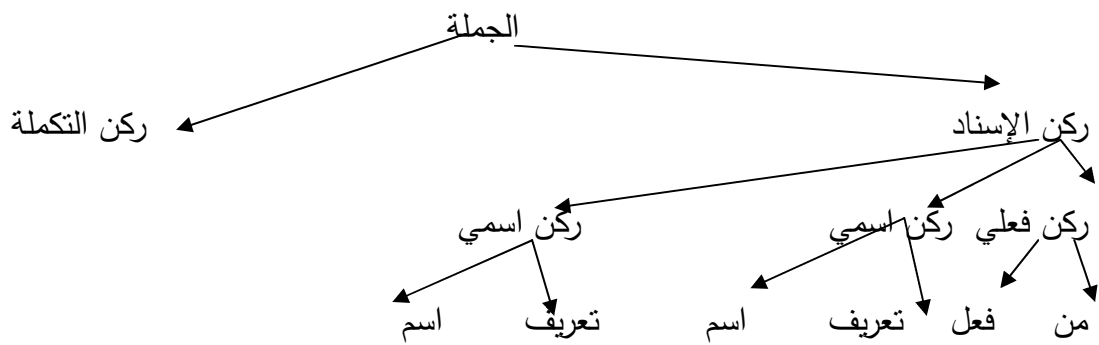 الجملة
ركن الإسناد ركن التكملة
ركن فعلي ركن اسمي ركن اسمي
من فعل تعريف اسم تعريف اسم